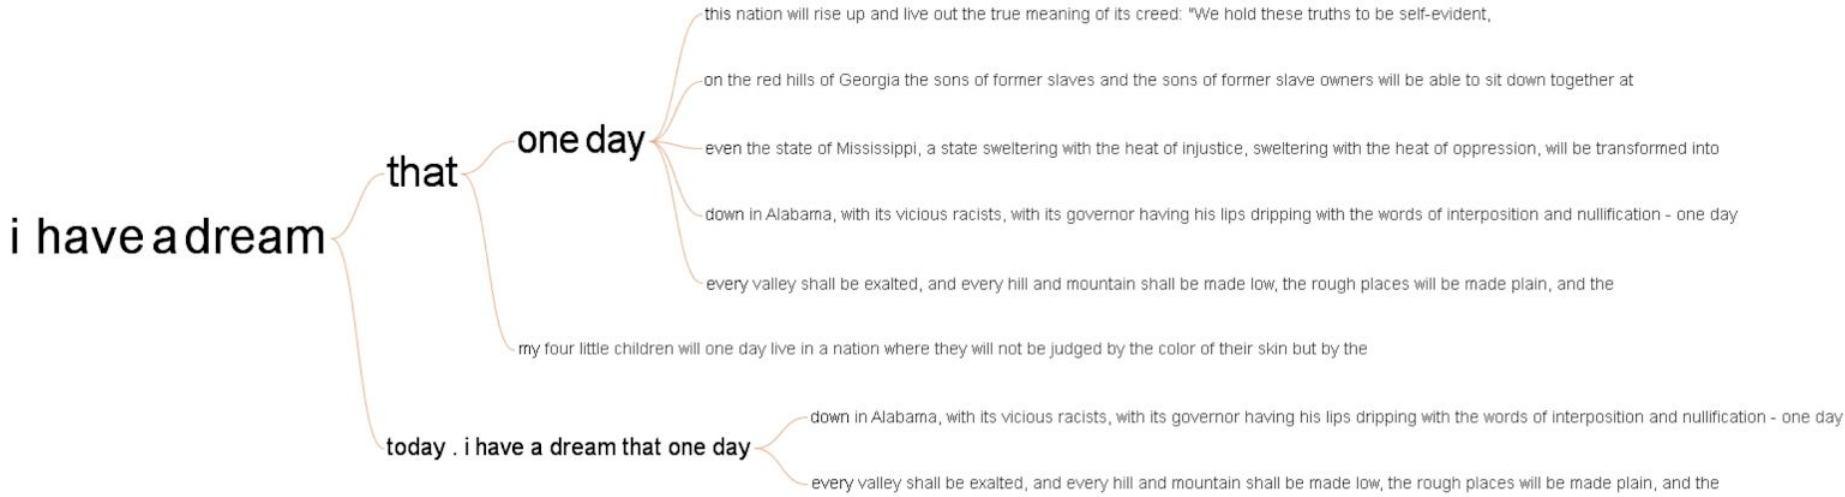 this nation will rise up and live out the true meaning of its creed: "We hold these truths to be self-evident,
on the red hills of Georgia the sons of former slaves and the sons of former slave owners will be able to sit down together at
one day
even the state of Mississippi, a state sweltering with the heat of injustice, sweltering with the heat of oppression, will be transformed into
that
down in Alabama, with its vicious racists, with its governor having his lips dripping with the words of interposition and nullification - one day
i have a dream
every valley shall be exalted, and every hill and mountain shall be made low, the rough places will be made plain, and the
my four little children will one day live in a nation where they will not be judged by the color of their skin but by the
down in Alabama, with its vicious racists, with its governor having his lips dripping with the words of interposition and nullification - one day
today . i have a dream that one day
every valley shall be exalted, and every hill and mountain shall be made low, the rough places will be made plain, and the